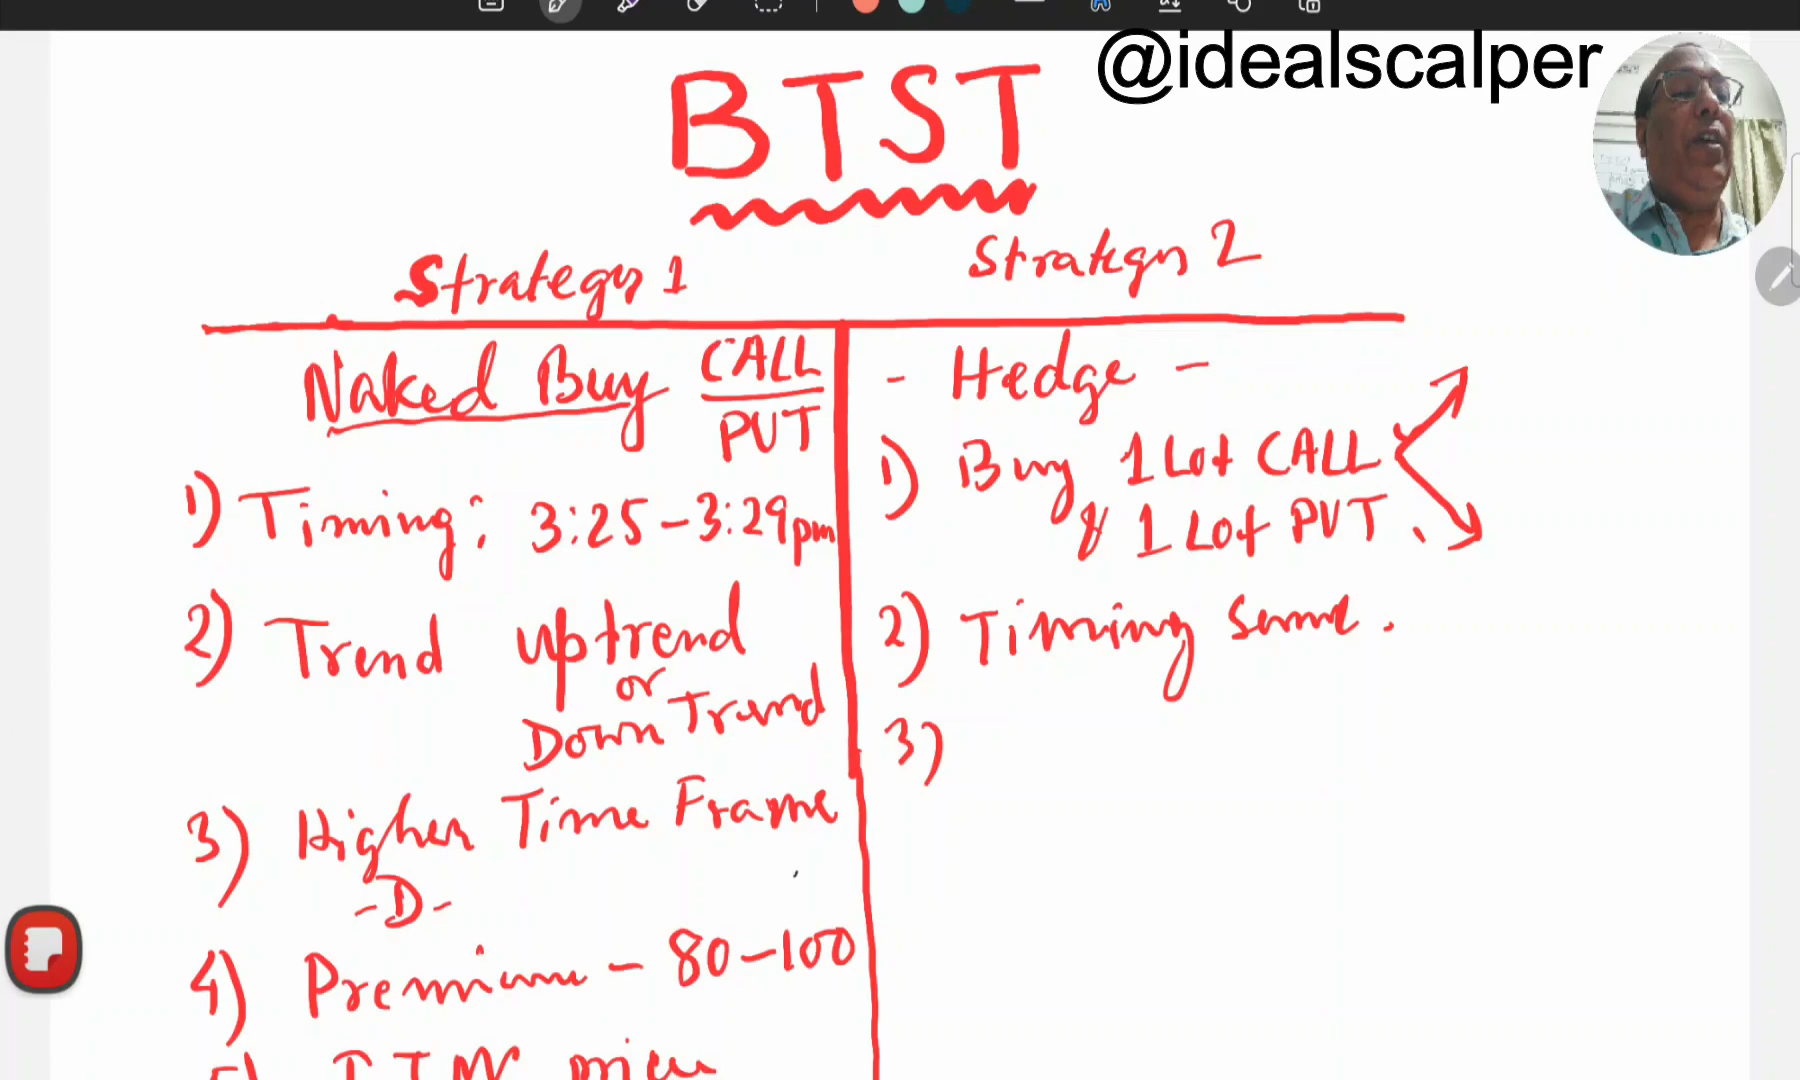 @idealscalper
BTST
Strategy 1
Strategy 2
Naked Buy CALL
PUT
1) Timing: 3:25-3:29pm
2) Trend uptrend
or
Down Trend
3) Higher Time Frame
-D-
4) Premium - 80-100
5)
- Hedge -
1) Buy 1 Lot CALL
& 1 Lot PUT.
2) Timing Same.
3)